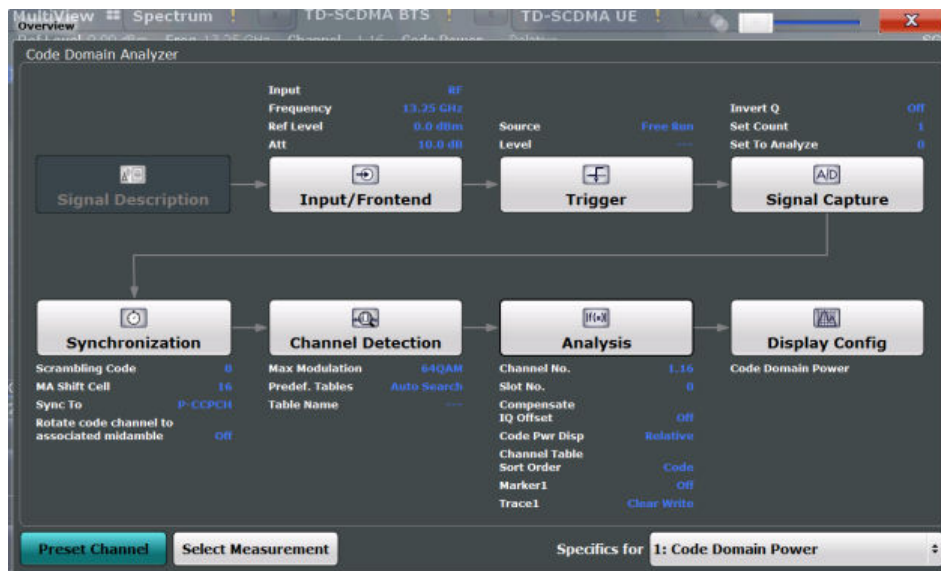 MultiView Spectrum ! TD-SCDMA BTS ! TD-SCDMA UE !
Overview
Code Domain Analyzer
Input RF
Frequency 13.25 GHz
Ref Level 0.0 dBm
Att 10.0 dB
Source Free Run
Level ---
Invert Q Off
Set Count 1
Set To Analyze 0
Signal Description
Input/Frontend
Trigger
A/D
Signal Capture
Synchronization
Channel Detection
If(•X)
Analysis
Display Config
Scrambling Code 0
MA Shift Cell 16
Sync To P-CCPCH
Rotate code channel to
associated midamble Off
Max Modulation 64QAM
Predef. Tables Auto Search
Table Name ---
Channel No. 1.16
Slot No. 0
Compensate
IQ Offset Off
Code Pwr Disp Relative
Channel Table
Sort Order Code
Marker1 Off
Trace1 Clear Write
Code Domain Power
Preset Channel
Select Measurement
Specifics for 1: Code Domain Power